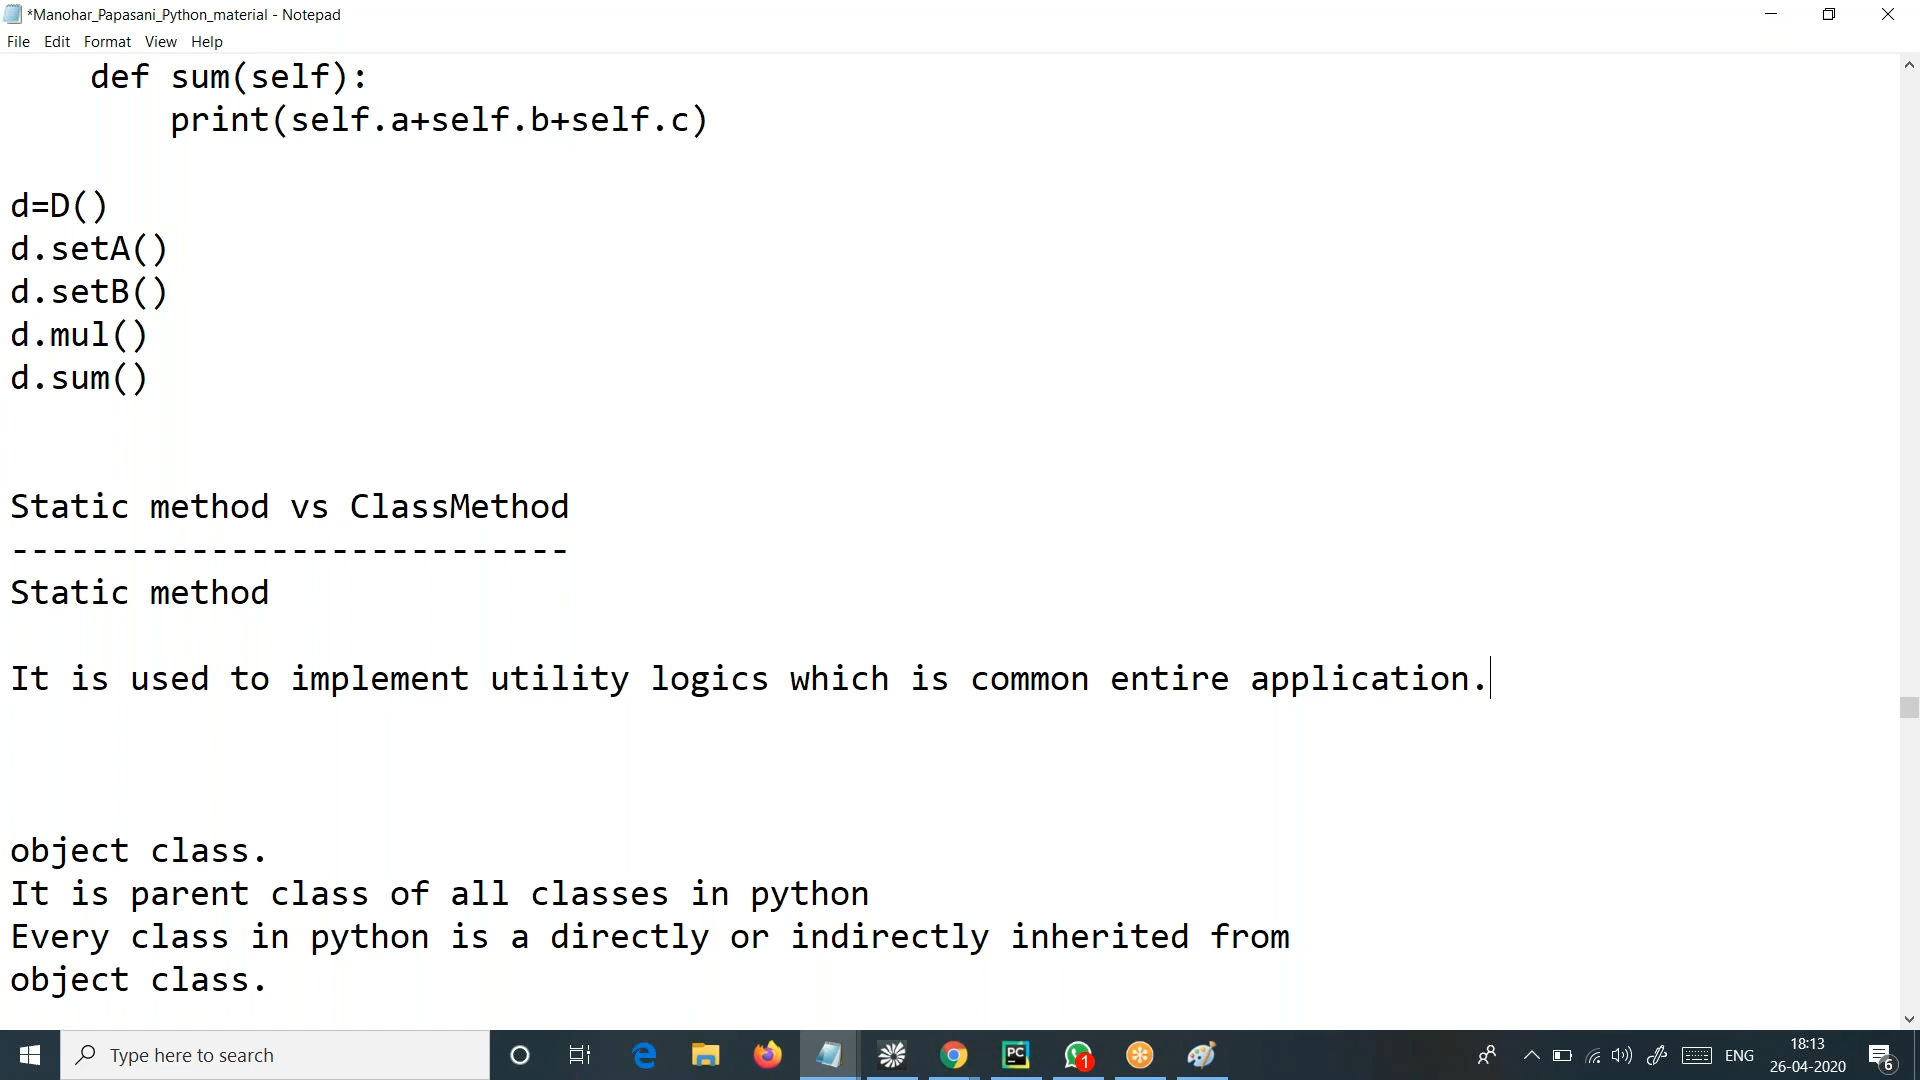 *Manohar_Papasani_Python_material - Notepad
File Edit Format View Help
def sum(self):
print(self.a+self.b+self.c)
d=D()
d.setA()
d.setB()
d.mul()
d.sum()
Static method vs ClassMethod
----------------------------
Static method
It is used to implement utility logics which is common entire application.
object class.
It is parent class of all classes in python
Every class in python is a directly or indirectly inherited from
object class.
Type here to search
PC
1
ENG
18:13
26-04-2020
6